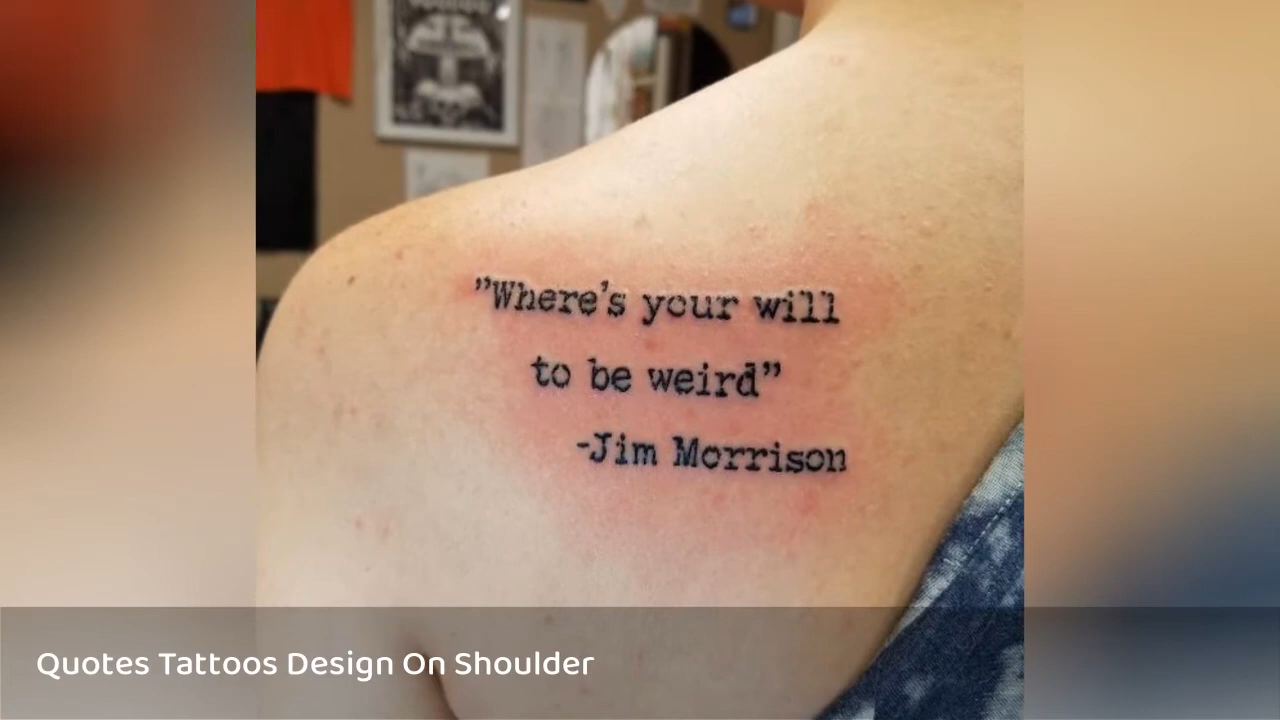 ”Where's your will
to be weird”
-Jim Morrison
Quotes Tattoos Design On Shoulder